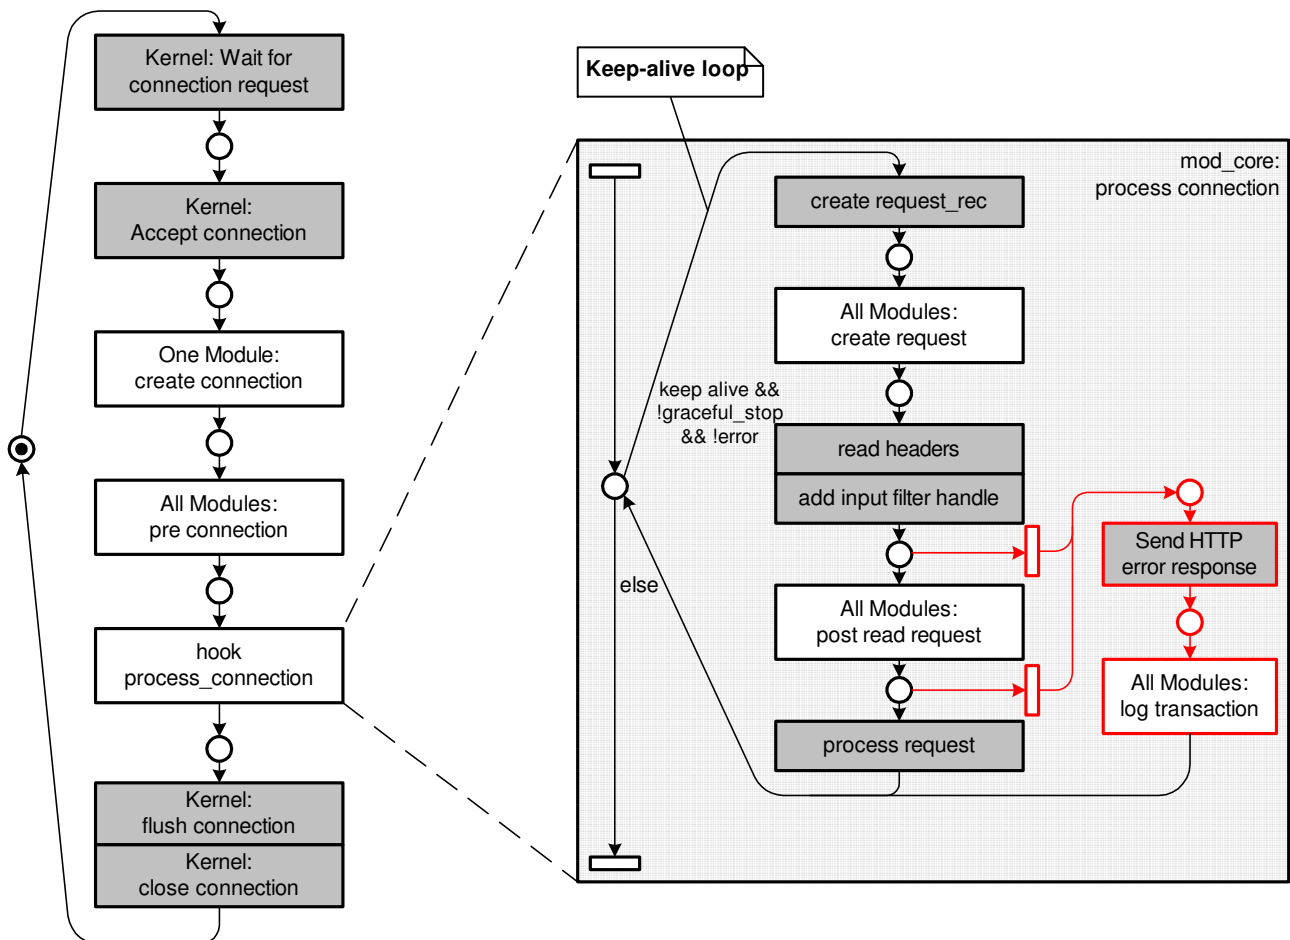 Kernel: Wait for
connection request
Kernel:
Accept connection
One Module:
create connection
All Modules:
pre connection
hook
process_connection
Kernel:
flush connection
Kernel:
close connection
Keep-alive loop
mod_core:
process connection
create request_rec
All Modules:
create request
keep alive &&
!graceful_stop
&& !error
read headers
add input filter handle
else
All Modules:
post read request
process request
Send HTTP
error response
All Modules:
log transaction